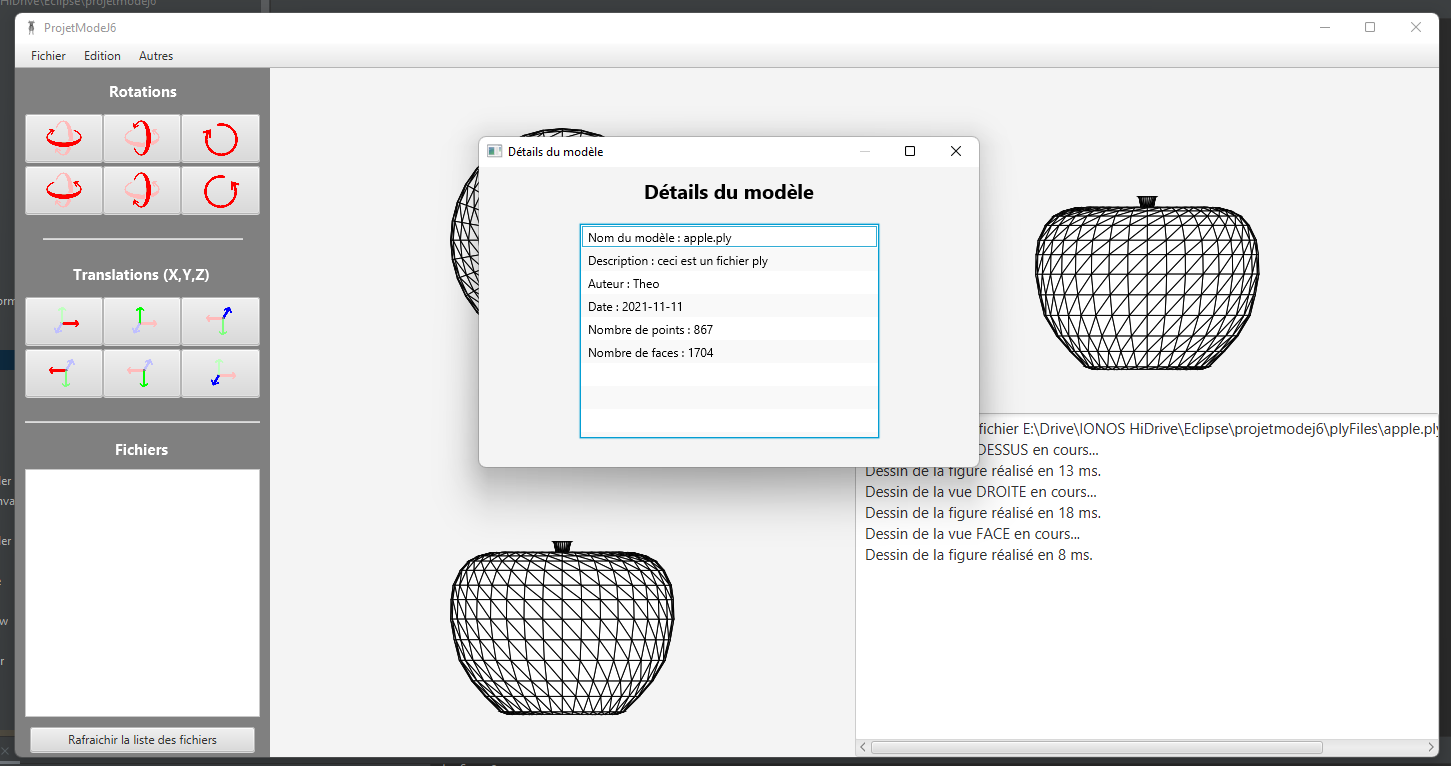 HiDrive\Eclipse\projetmodej6
ProjetModeJ6
Fichier Edition Autres
Rotations
Translations (X,Y,Z)
Fichiers
Rafraichir la liste des fichiers
Détails du modèle
Détails du modèle
Nom du modèle : apple.ply
Description : ceci est un fichier ply
Auteur : Theo
Date : 2021-11-11
Nombre de points : 867
Nombre de faces : 1704
fichier E:\Drive\IONOS HiDrive\Eclipse\projetmodej6\plyFiles\apple.ply
DESSUS en cours...
Dessin de la figure réalisé en 13 ms.
Dessin de la vue DROITE en cours...
Dessin de la figure réalisé en 18 ms.
Dessin de la vue FACE en cours...
Dessin de la figure réalisé en 8 ms.